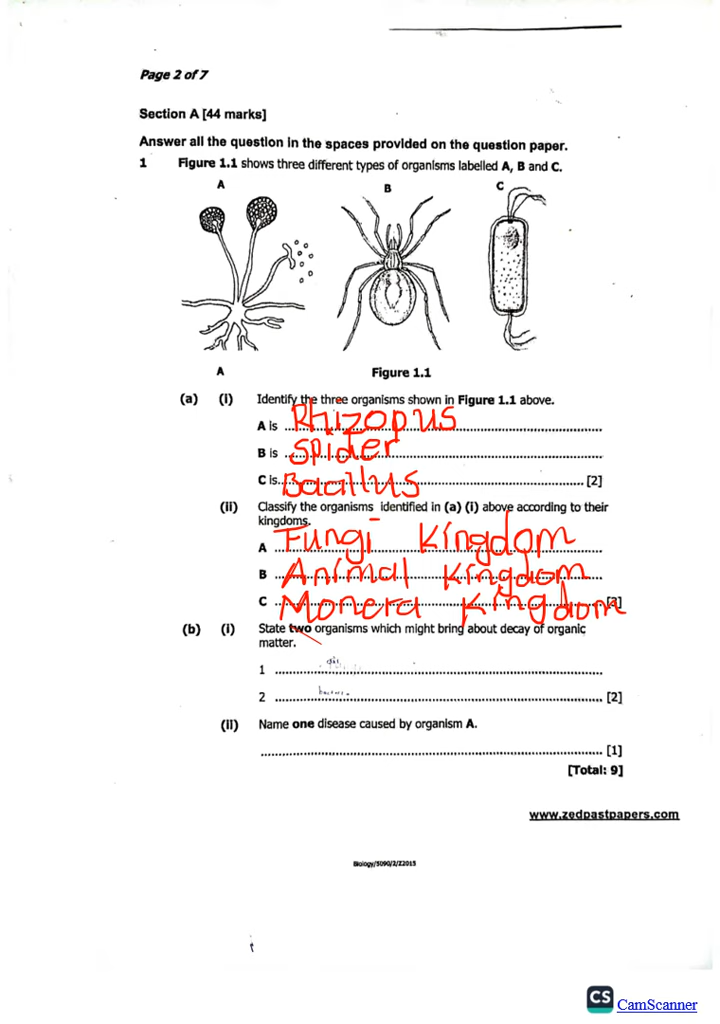 Page 2 of 7
Section A [44 marks]
Answer all the question in the spaces provided on the question paper.
1 Figure 1.1 shows three different types of organisms labelled A, B and C.
A B C
A Figure 1.1
(a) (i) Identify the three organisms shown in Figure 1.1 above.
A is Rhizopus
B is Spider
C is Bacillus [2]
(ii) Classify the organisms identified in (a) (i) above according to their
kingdoms.
A Fungi Kingdom
B Animal Kingdom
C Monera Kingdom [3]
(b) (i) State two organisms which might bring about decay of organic
matter.
1
2 [2]
(ii) Name one disease caused by organism A.
[1]
[Total: 9]
www.zedpastpapers.com
Biology/5090/2/Z2015
CS CamScanner